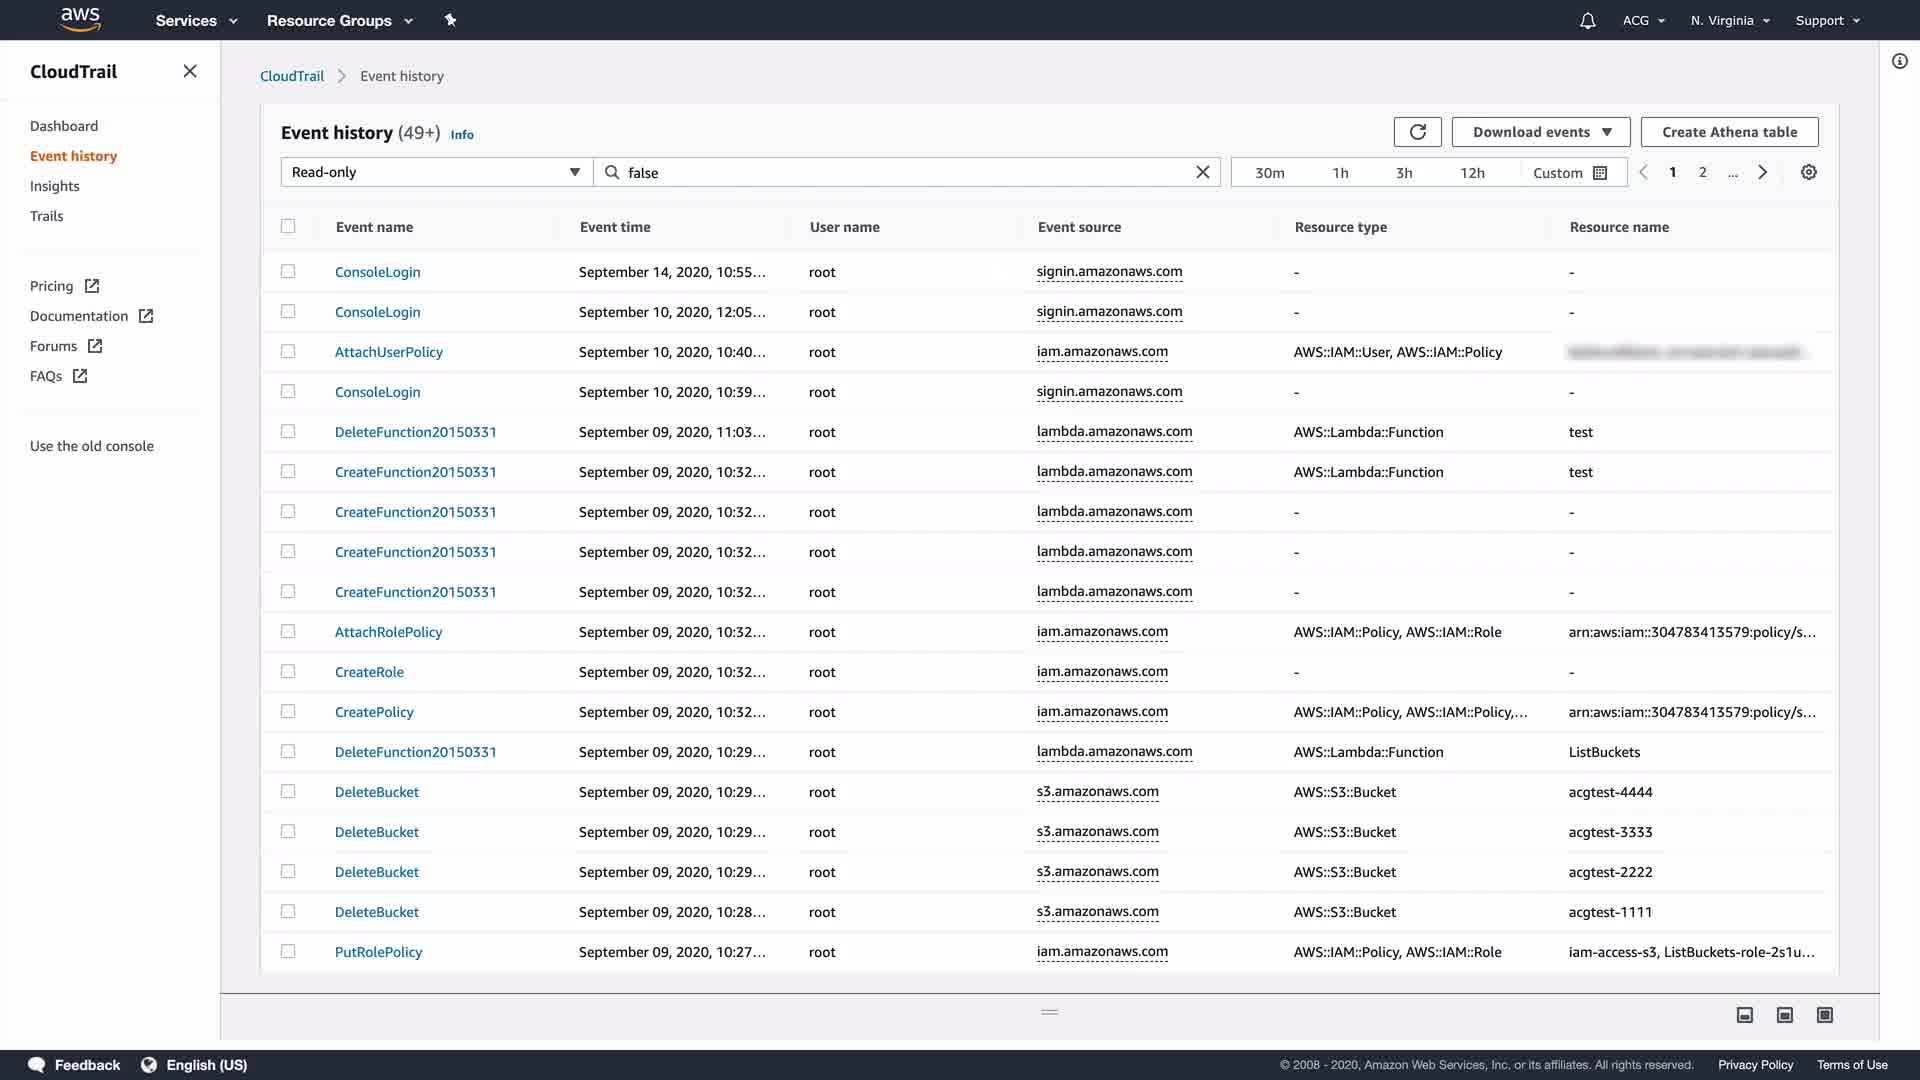 aws Services Resource Groups ACG N. Virginia Support
CloudTrail
CloudTrail Event history
Dashboard
Event history
Insights
Trails
Pricing
Documentation
Forums
FAQs
Use the old console
Event history (49+) Info Download events Create Athena table
Read-only false 30m 1h 3h 12h Custom 1 2 ...
Event name Event time User name Event source Resource type Resource name
ConsoleLogin September 14, 2020, 10:55... root signin.amazonaws.com - -
ConsoleLogin September 10, 2020, 12:05... root signin.amazonaws.com - -
AttachUserPolicy September 10, 2020, 10:40... root iam.amazonaws.com AWS::IAM::User, AWS::IAM::Policy
ConsoleLogin September 10, 2020, 10:39... root signin.amazonaws.com - -
DeleteFunction20150331 September 09, 2020, 11:03... root lambda.amazonaws.com AWS::Lambda::Function test
CreateFunction20150331 September 09, 2020, 10:32... root lambda.amazonaws.com AWS::Lambda::Function test
CreateFunction20150331 September 09, 2020, 10:32... root lambda.amazonaws.com - -
CreateFunction20150331 September 09, 2020, 10:32... root lambda.amazonaws.com - -
CreateFunction20150331 September 09, 2020, 10:32... root lambda.amazonaws.com - -
AttachRolePolicy September 09, 2020, 10:32... root iam.amazonaws.com AWS::IAM::Policy, AWS::IAM::Role arn:aws:iam::304783413579:policy/s...
CreateRole September 09, 2020, 10:32... root iam.amazonaws.com - -
CreatePolicy September 09, 2020, 10:32... root iam.amazonaws.com AWS::IAM::Policy, AWS::IAM::Policy,... arn:aws:iam::304783413579:policy/s...
DeleteFunction20150331 September 09, 2020, 10:29... root lambda.amazonaws.com AWS::Lambda::Function ListBuckets
DeleteBucket September 09, 2020, 10:29... root s3.amazonaws.com AWS::S3::Bucket acgtest-4444
DeleteBucket September 09, 2020, 10:29... root s3.amazonaws.com AWS::S3::Bucket acgtest-3333
DeleteBucket September 09, 2020, 10:29... root s3.amazonaws.com AWS::S3::Bucket acgtest-2222
DeleteBucket September 09, 2020, 10:28... root s3.amazonaws.com AWS::S3::Bucket acgtest-1111
PutRolePolicy September 09, 2020, 10:27... root iam.amazonaws.com AWS::IAM::Policy, AWS::IAM::Role iam-access-s3, ListBuckets-role-2s1u...
Feedback English (US) © 2008 - 2020, Amazon Web Services, Inc. or its affiliates. All rights reserved. Privacy Policy Terms of Use